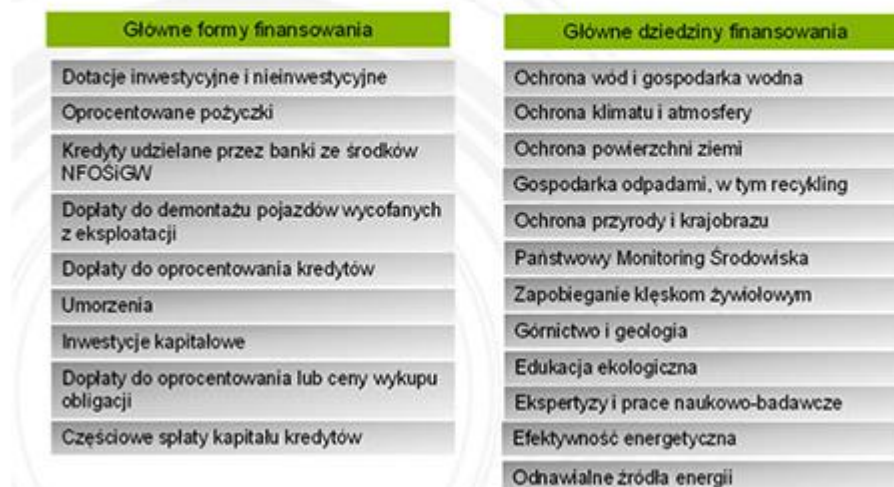 Główne formy finansowania
Dotacje inwestycyjne i nieinwestycyjne
Oprocentowane pożyczki
Kredyty udzielane przez banki ze środków
NFOŚiGW
Dopłaty do demontażu pojazdów wycofanych
z eksploatacji
Dopłaty do oprocentowania kredytów
Umorzenia
Inwestycje kapitałowe
Dopłaty do oprocentowania lub ceny wykupu
obligacji
Częściowe spłaty kapitału kredytów
Główne dziedziny finansowania
Ochrona wód i gospodarka wodna
Ochrona klimatu i atmosfery
Ochrona powierzchni ziemi
Gospodarka odpadami, w tym recykling
Ochrona przyrody i krajobrazu
Państwowy Monitoring Środowiska
Zapobieganie klęskom żywiołowym
Górnictwo i geologia
Edukacja ekologiczna
Ekspertyzy i prace naukowo-badawcze
Efektywność energetyczna
Odnawialne źródła energii